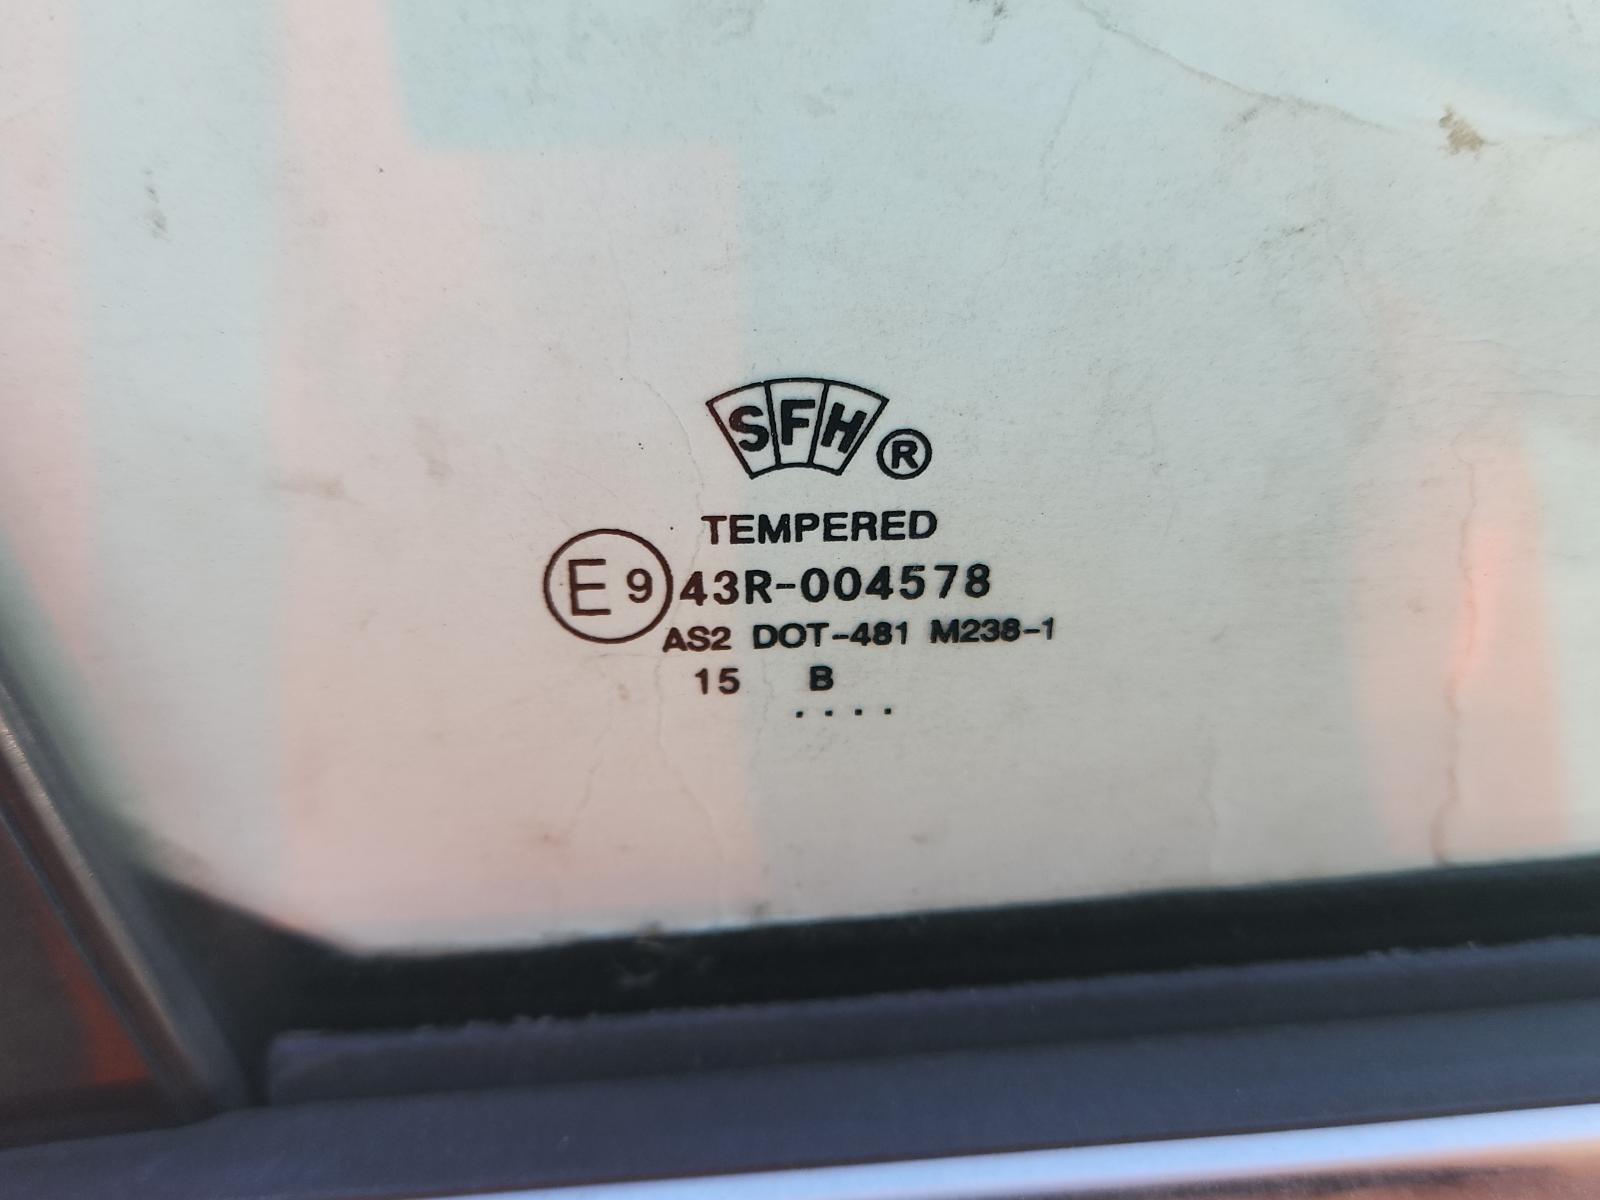 SFH ®
TEMPERED
E9 43R-004578
AS2 DOT-481 M238-1
15 B
....